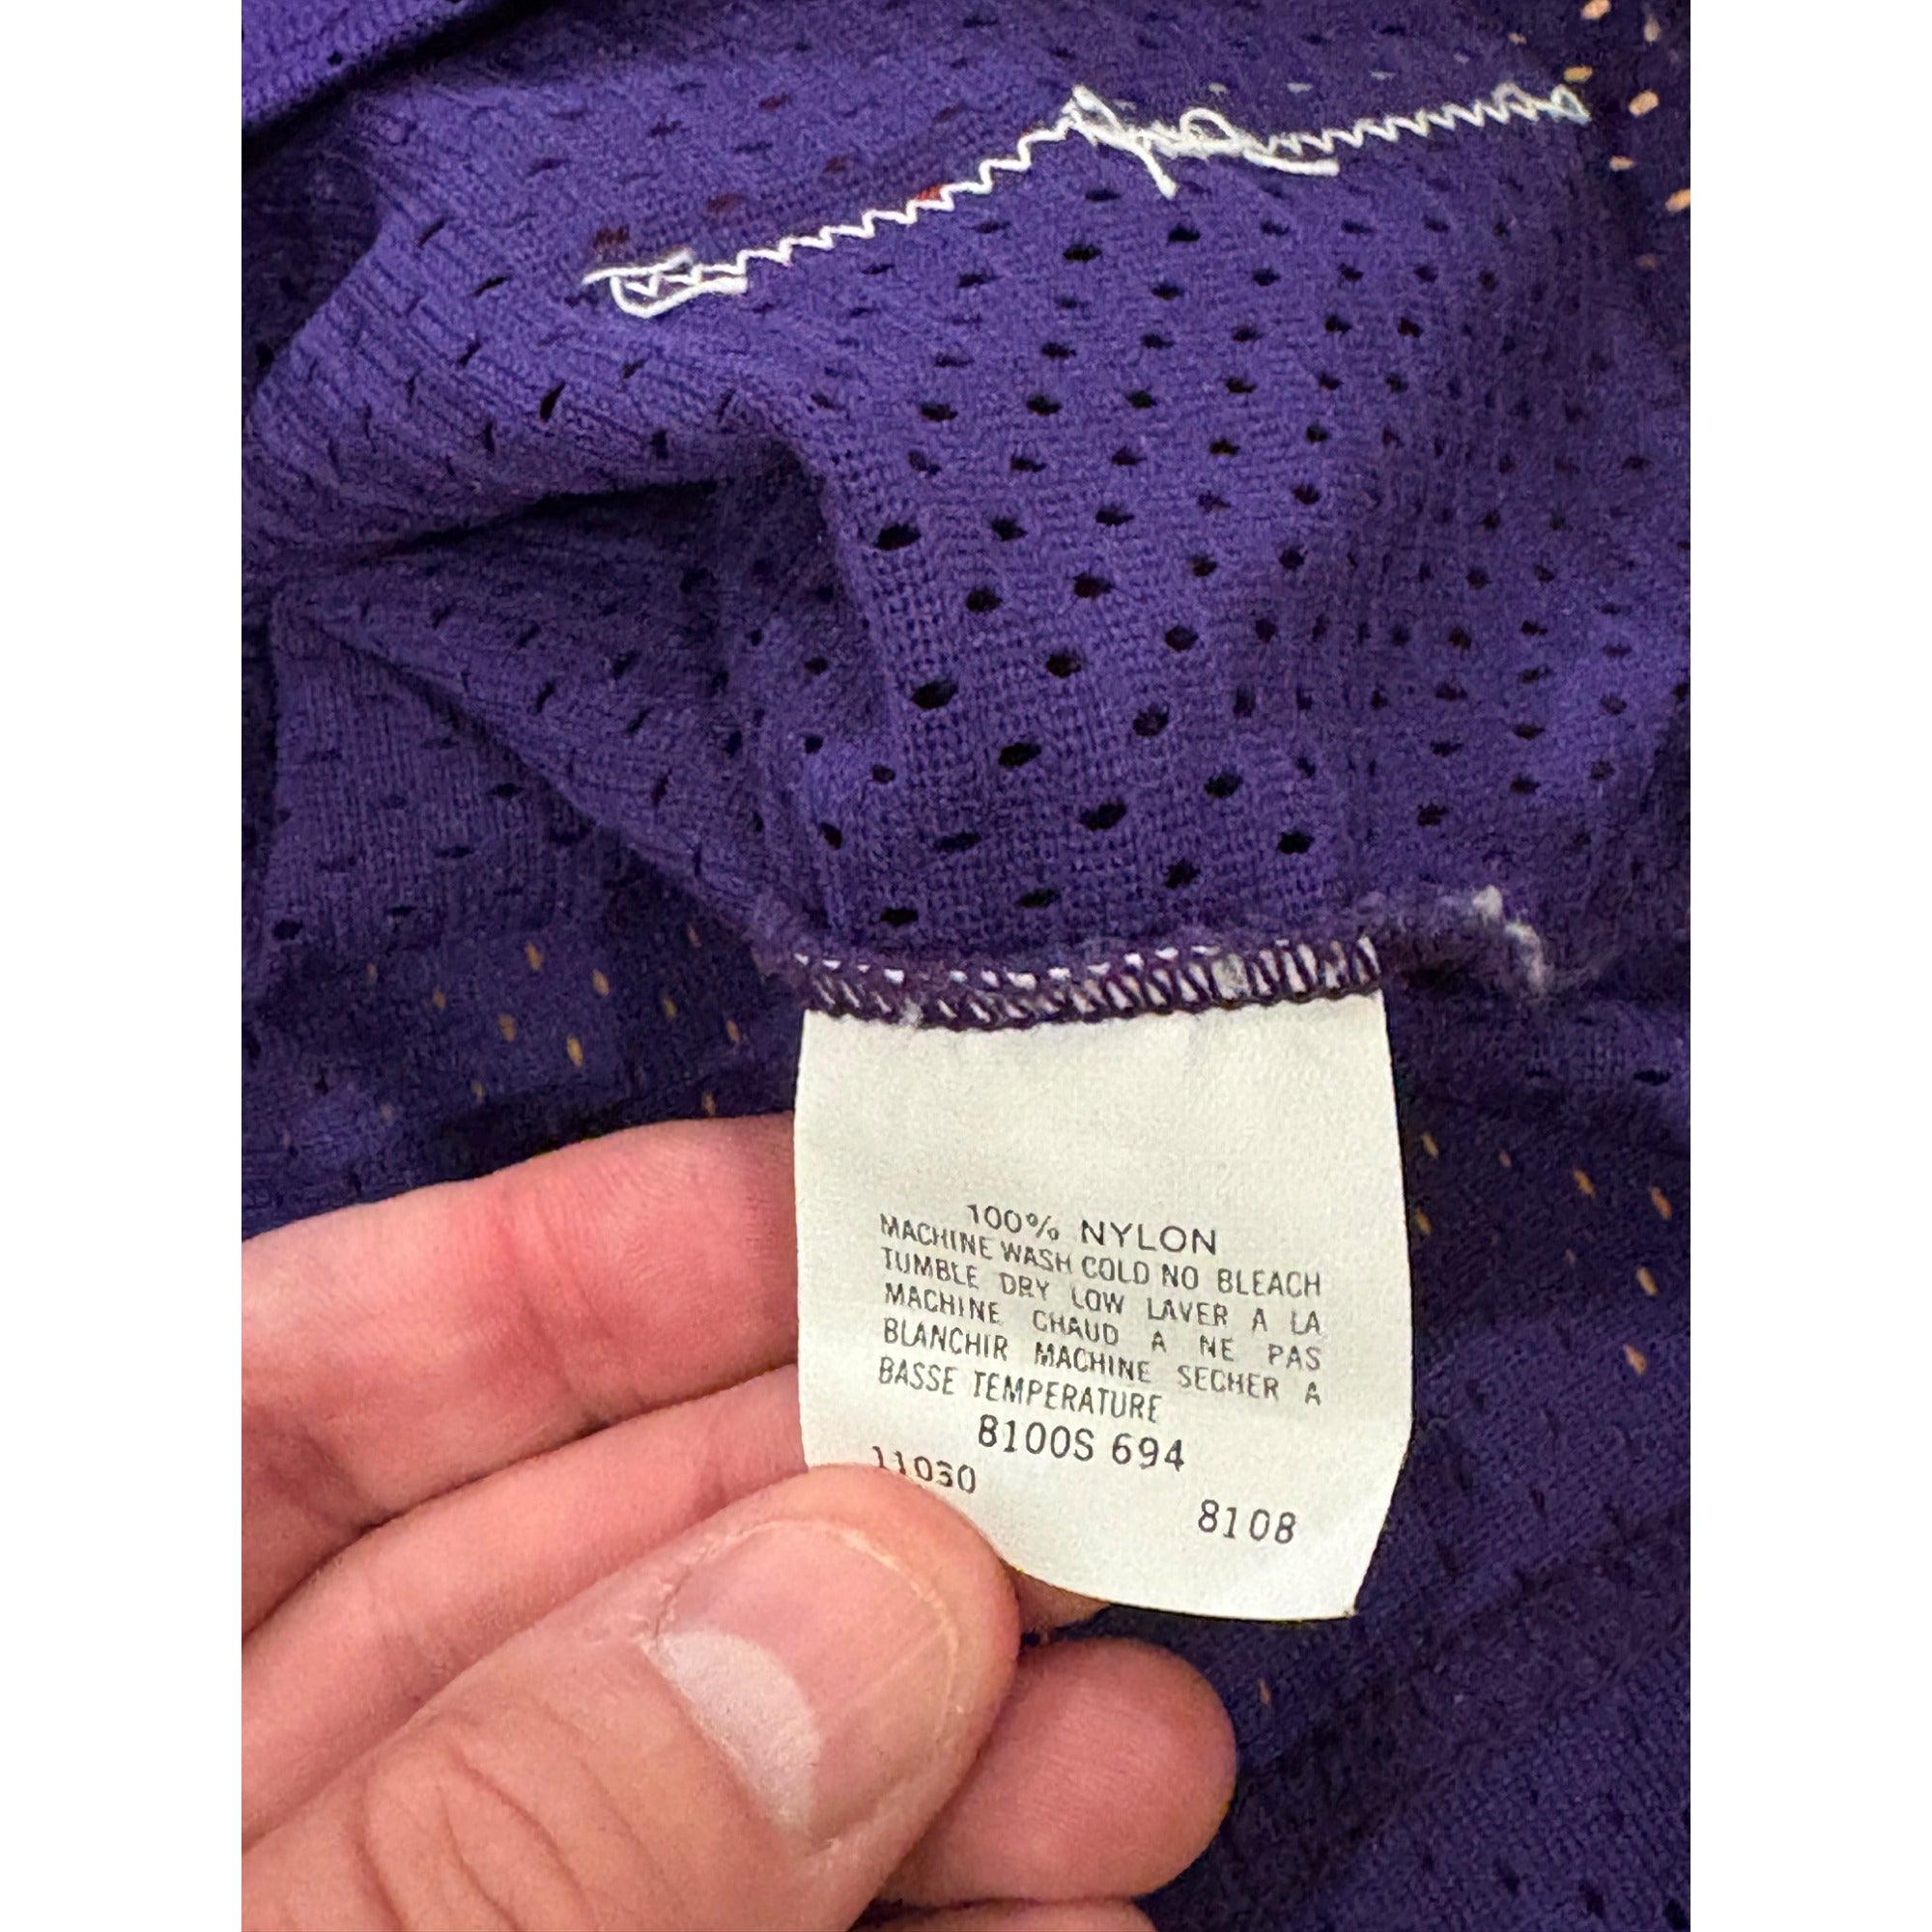 100% NYLON
MACHINE WASH COLD NO BLEACH
TUMBLE DRY LOW LAVER A LA
MACHINE CHAUD A NE PAS
BLANCHIR MACHINE SECHER A
BASSE TEMPERATURE
8100S 694
11030
8108